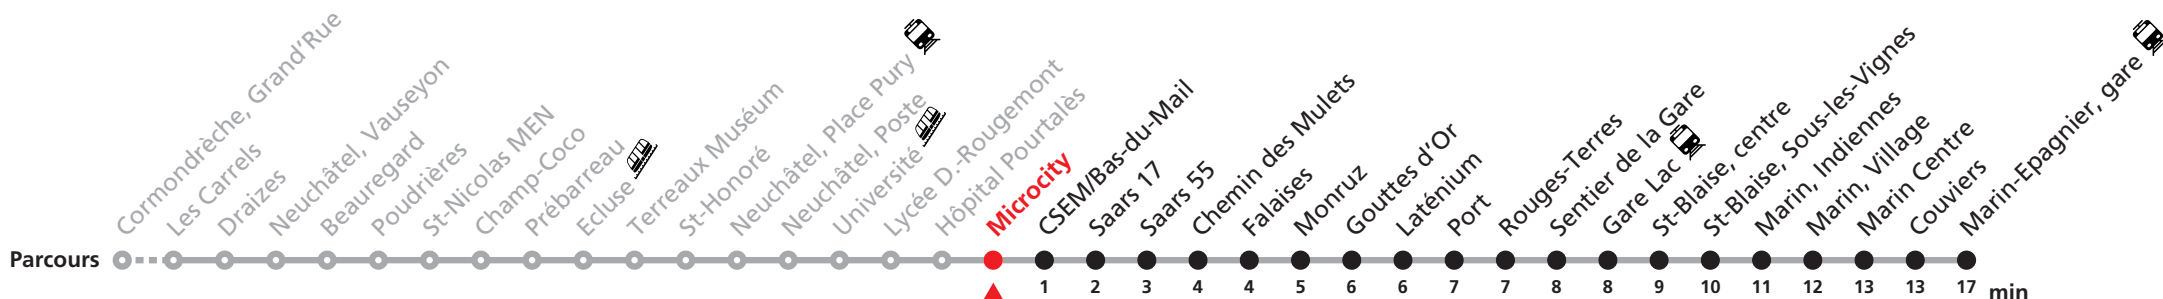 Cormondrèche, Grand'Rue
Les Carrels
Draizes
Neuchâtel, Vauseyon
Beauregard
Poudrières
St-Nicolas MEN
Champ-Coco
Prébarreau
Ecluse
Terreaux Muséum
St-Honoré
Neuchâtel, Place Pury
Neuchâtel, Poste
Université
Lycée D.-Rougemont
Hôpital Pourtalès
Microcity
CSEM/Bas-du-Mail
Saars 17
Saars 55
Chemin des Mulets
Falaises
Monruz
Gouttes d'Or
Laténium
Port
Rouges-Terres
Sentier de la Gare
Gare Lac
St-Blaise, centre
St-Blaise, Sous-les-Vignes
Marin, Indiennes
Marin, Village
Marin Centre
Couviers
Marin-Epagnier, gare
Parcours
1 2 3 4 4 5 6 6 7 7 8 8 9 10 11 12 13 13 17 min